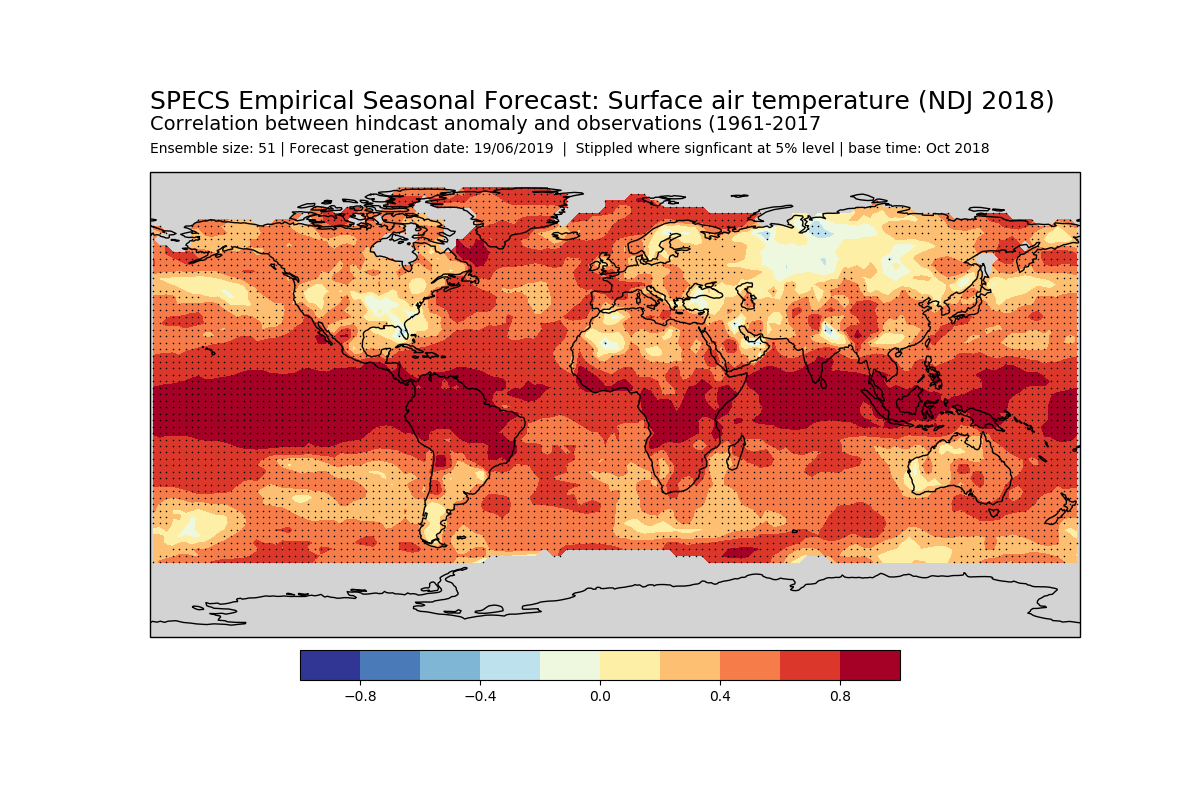 SPECS Empirical Seasonal Forecast: Surface air temperature (NDJ 2018)
Correlation between hindcast anomaly and observations (1961-2017
Ensemble size: 51 | Forecast generation date: 19/06/2019  |  Stippled where signficant at 5% level | base time: Oct 2018
−0.8 −0.4 0.0 0.4 0.8